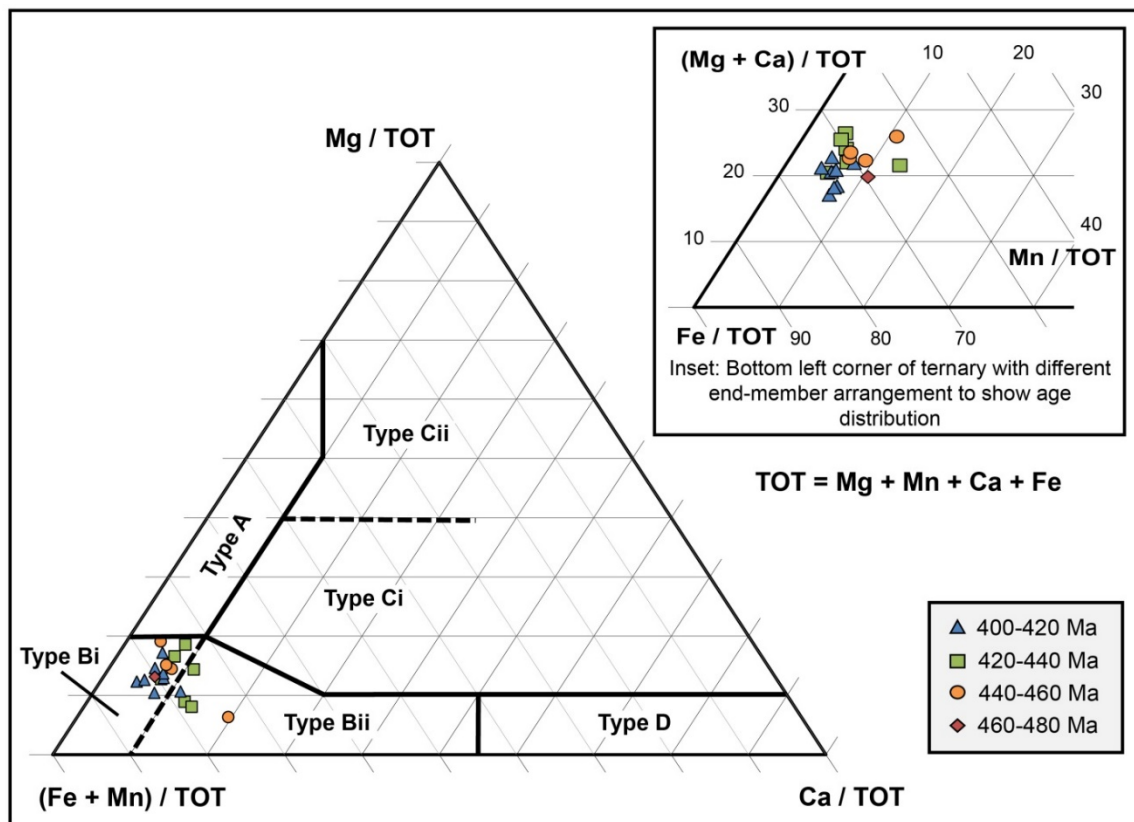 (Mg + Ca) / TOT
10
20
30
30
20
10
40
Mn / TOT
Fe / TOT
90
80
70
Inset: Bottom left corner of ternary with different
end-member arrangement to show age
distribution
Mg / TOT
TOT = Mg + Mn + Ca + Fe
Type Cii
Type A
Type Ci
Type Bi
Type Bii
Type D
(Fe + Mn) / TOT
Ca / TOT
400-420 Ma
420-440 Ma
440-460 Ma
460-480 Ma